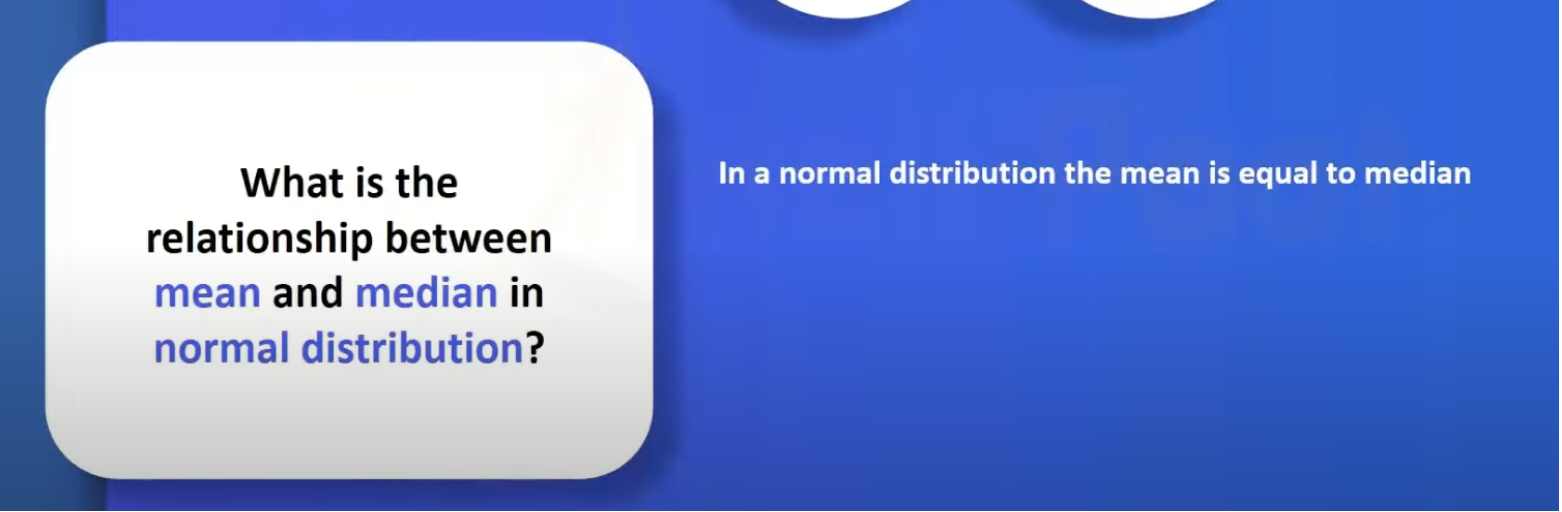 What is the
relationship between
mean and median in
normal distribution?
In a normal distribution the mean is equal to median